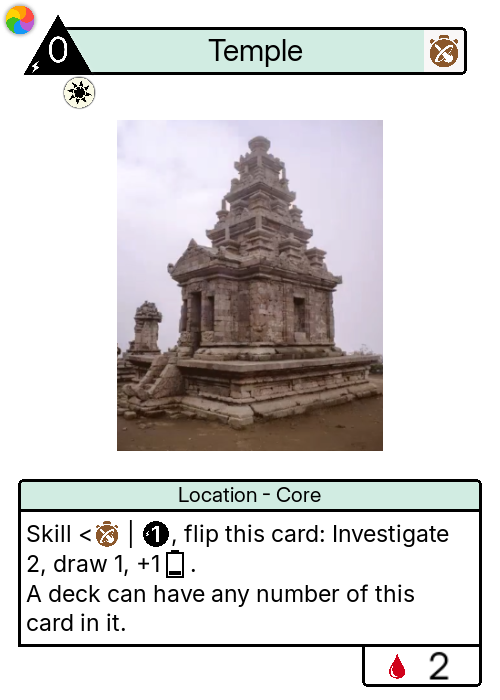 0
Temple
Location - Core
Skill < | 1, flip this card: Investigate
2, draw 1, +1 .
A deck can have any number of this
card in it.
2